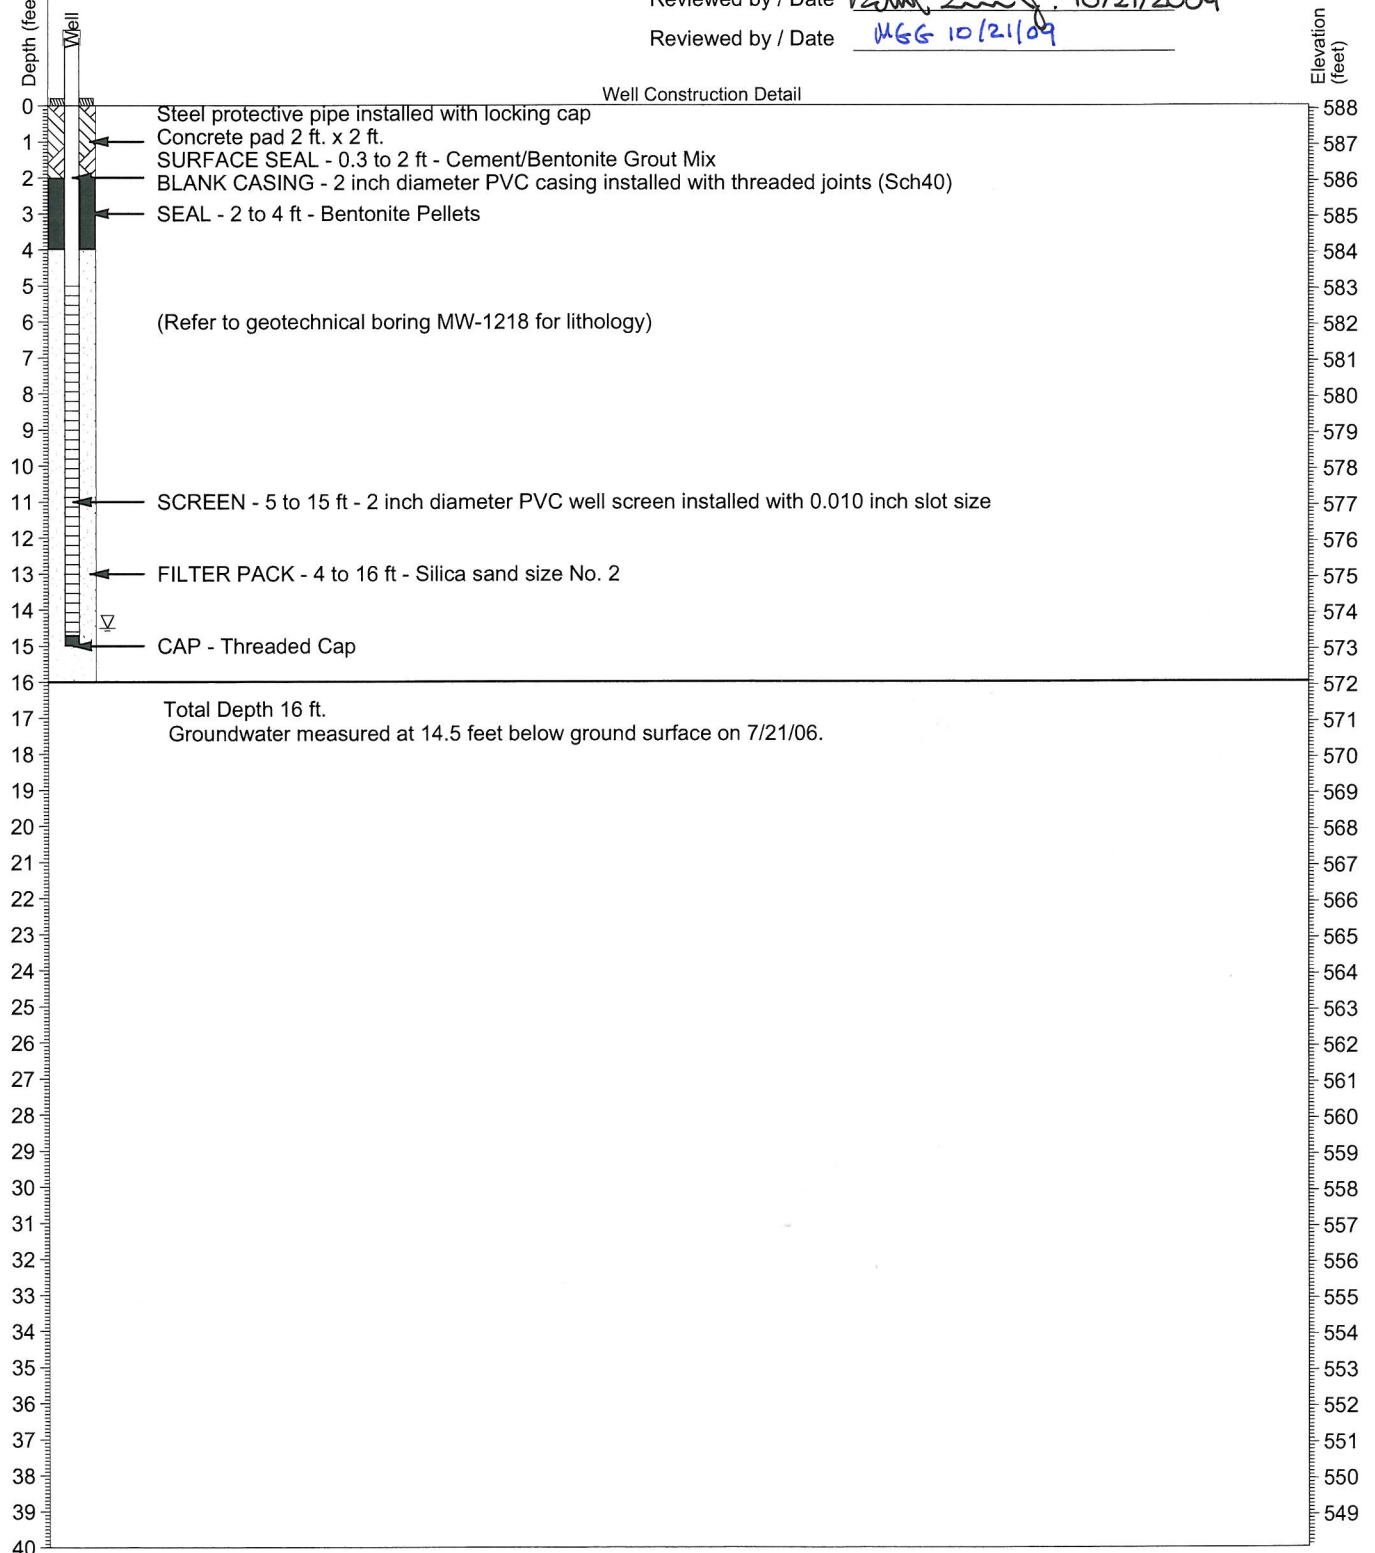 Reviewed by / Date 10/21/2009
Reviewed by / Date MGG 10/21/09
Depth (fee
Well
Elevation
(feet)
Well Construction Detail
0 Steel protective pipe installed with locking cap 588
1 Concrete pad 2 ft. x 2 ft. 587
SURFACE SEAL - 0.3 to 2 ft - Cement/Bentonite Grout Mix
2 BLANK CASING - 2 inch diameter PVC casing installed with threaded joints (Sch40) 586
3 SEAL - 2 to 4 ft - Bentonite Pellets 585
4 584
5 583
6 (Refer to geotechnical boring MW-1218 for lithology) 582
7 581
8 580
9 579
10 578
11 SCREEN - 5 to 15 ft - 2 inch diameter PVC well screen installed with 0.010 inch slot size 577
12 576
13 FILTER PACK - 4 to 16 ft - Silica sand size No. 2 575
14 574
15 CAP - Threaded Cap 573
16 572
Total Depth 16 ft.
17 571
Groundwater measured at 14.5 feet below ground surface on 7/21/06.
18 570
19 569
20 568
21 567
22 566
23 565
24 564
25 563
26 562
27 561
28 560
29 559
30 558
31 557
32 556
33 555
34 554
35 553
36 552
37 551
38 550
39 549
40